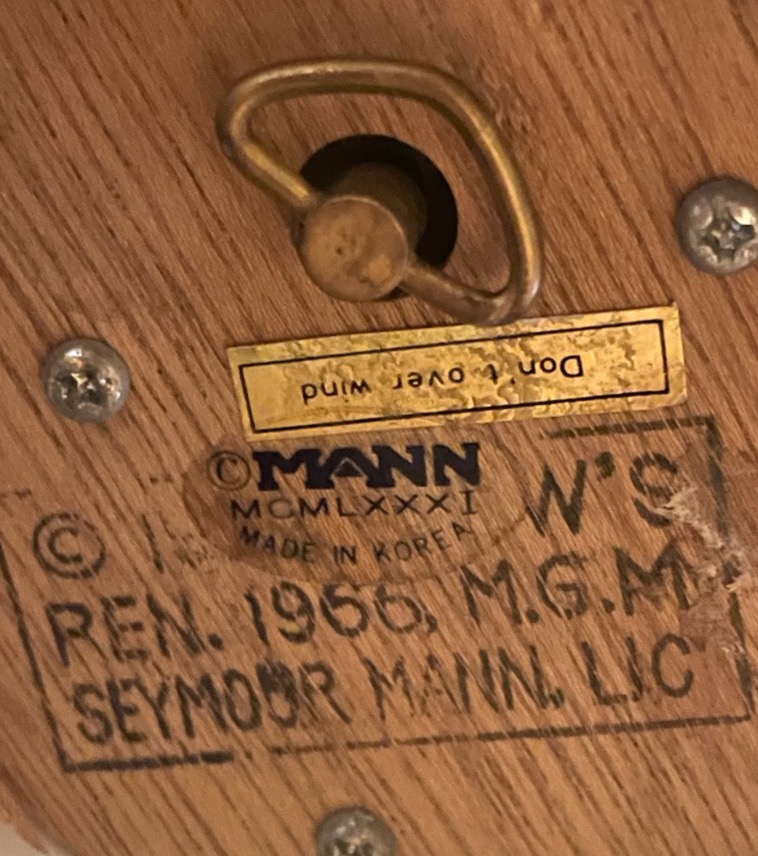 Don't over wind
©MANN
MCMLXXXI
MADE IN KOREA
© W'S
REN. 1966, M.G.M
SEYMOUR MANN, LIC